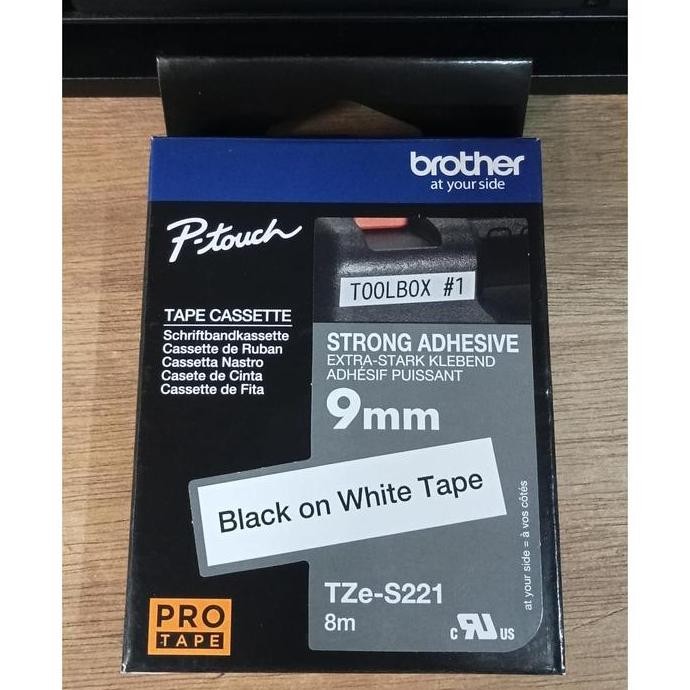 brother
at your side
P-touch
TOOLBOX #1
TAPE CASSETTE
Schriftbandkassette
Cassette de Ruban
Cassetta Nastro
Casete de Cinta
Cassette de Fita
STRONG ADHESIVE
EXTRA-STARK KLEBEND
ADHÉSIF PUISSANT
9mm
Black on White Tape
at your side = à vos côtés
TZe-S221
8m
PRO
TAPE
c RU US